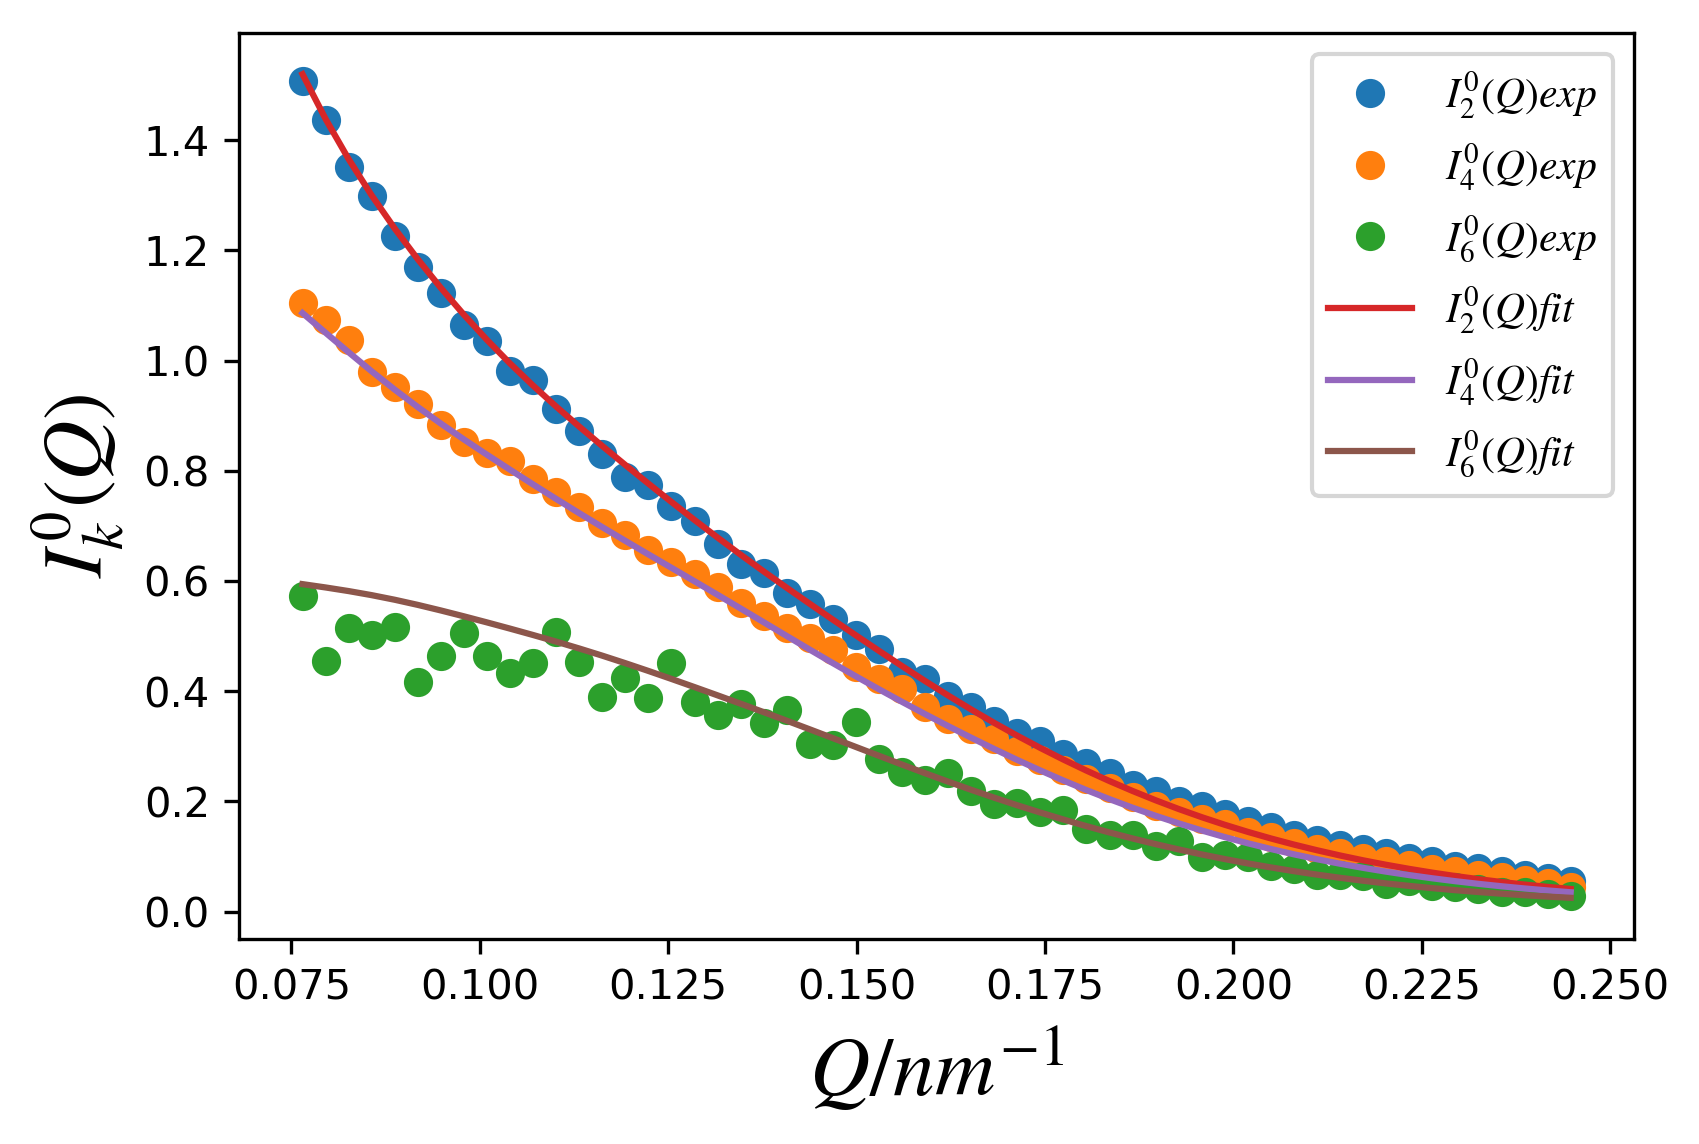 I_2^0(Q)exp
I_4^0(Q)exp
I_6^0(Q)exp
I_2^0(Q)fit
I_4^0(Q)fit
I_6^0(Q)fit
I_k^0(Q)
1.4
1.2
1.0
0.8
0.6
0.4
0.2
0.0
0.075 0.100 0.125 0.150 0.175 0.200 0.225 0.250
Q/nm^{-1}